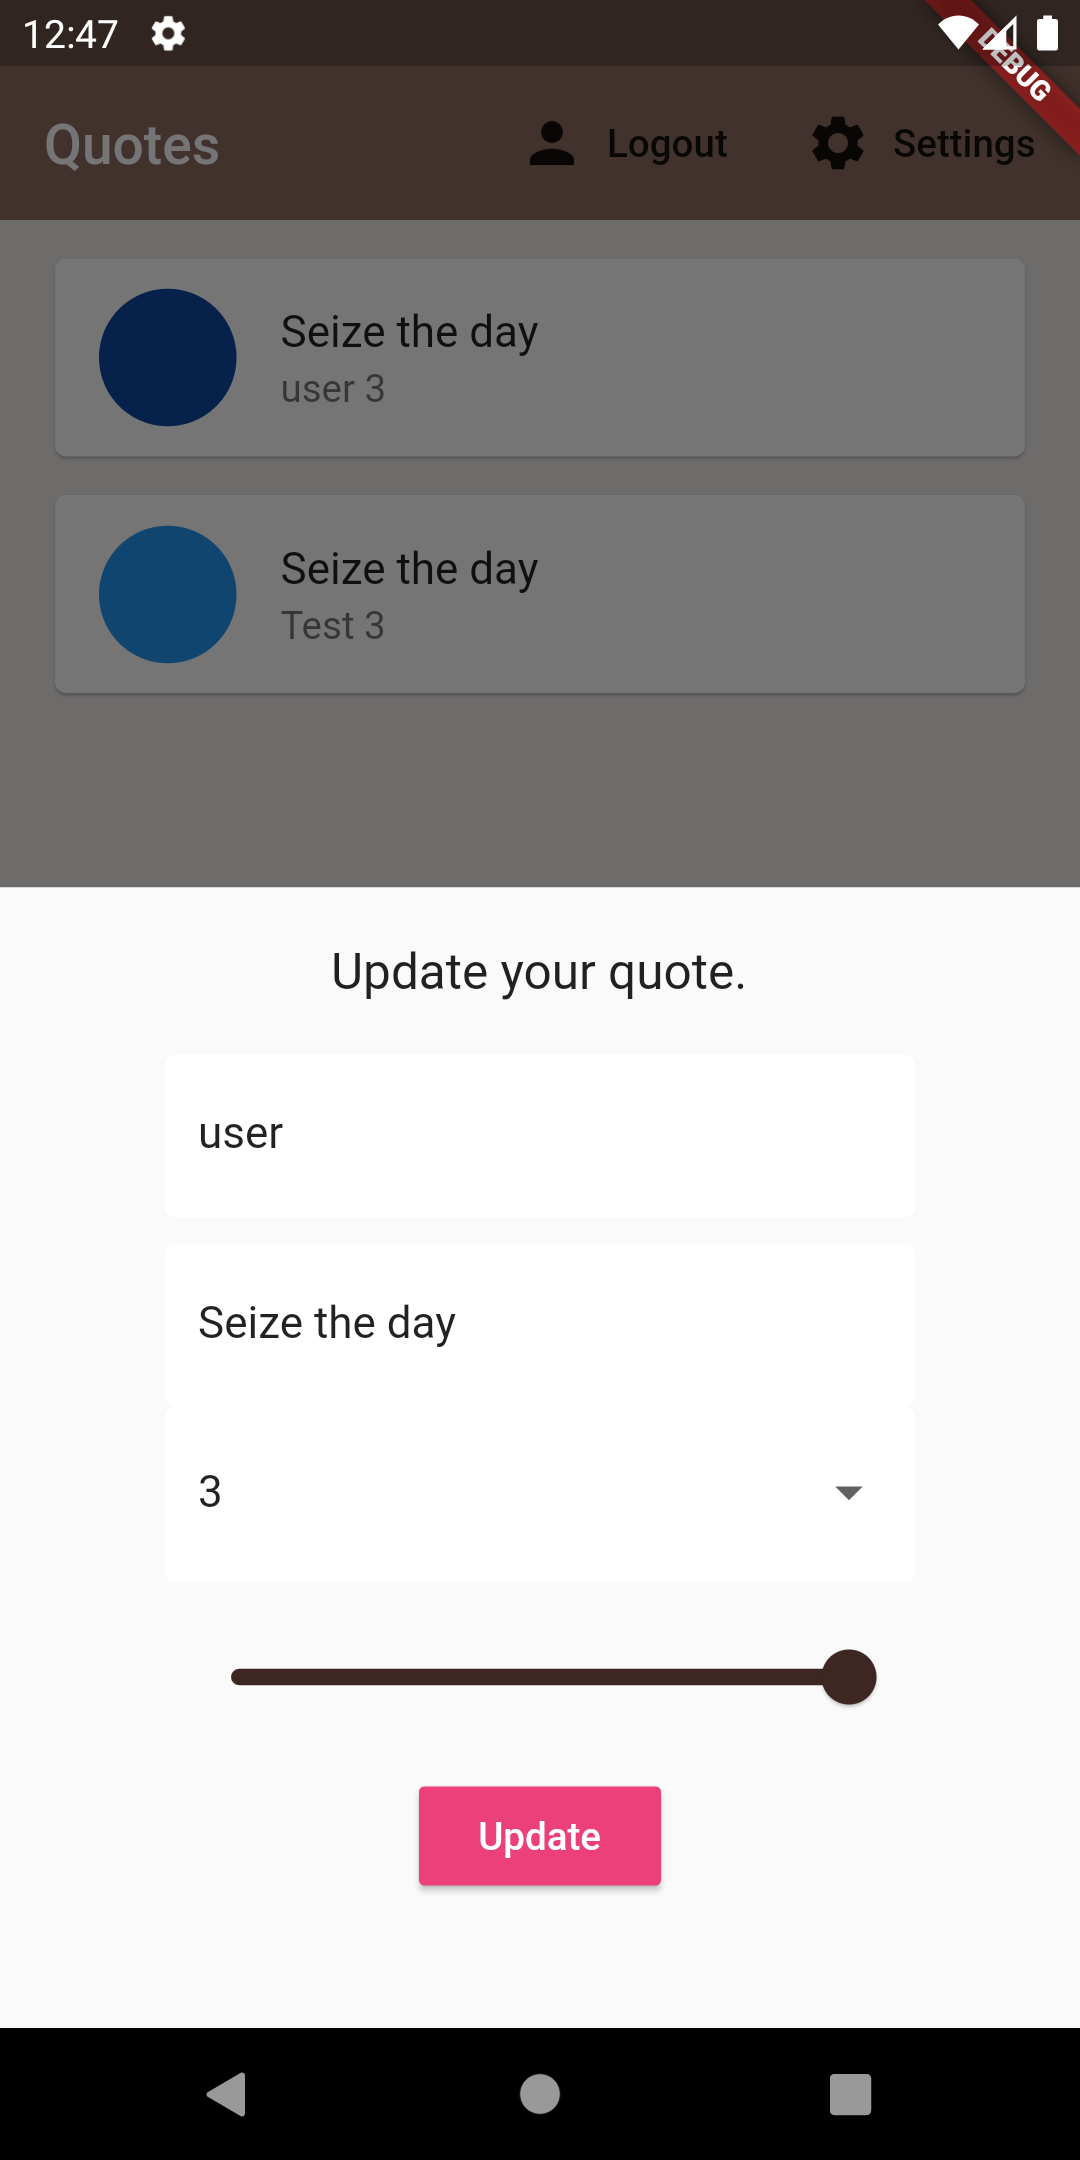 12:47
DEBUG
Quotes Logout Settings
Seize the day
user 3
Seize the day
Test 3
Update your quote.
user
Seize the day
3
Update